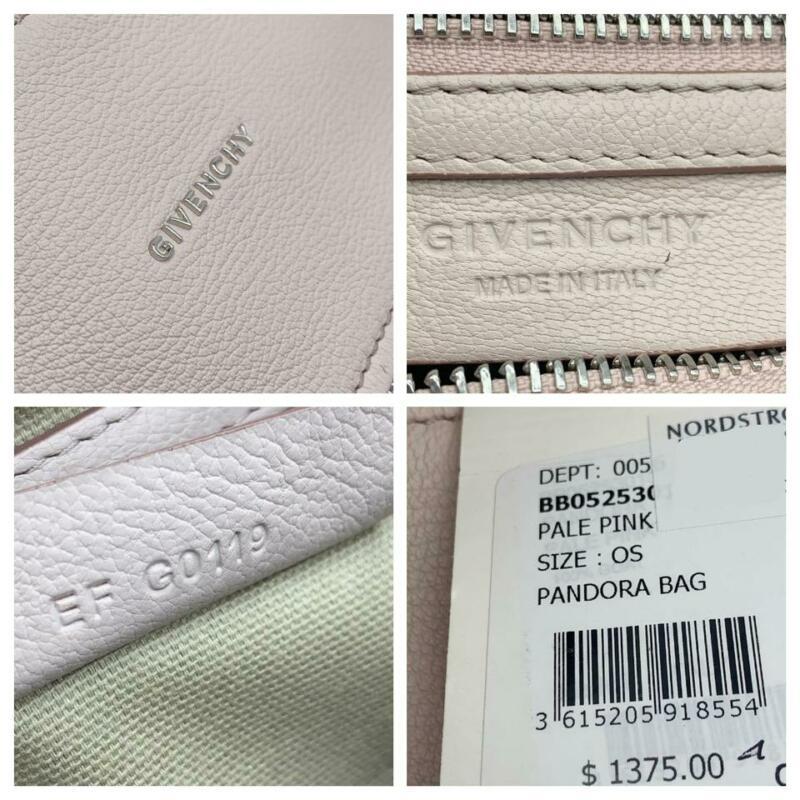 GIVENCHY
GIVENCHY
MADE IN ITALY
EF G0119
NORDSTRO
DEPT: 005
BB052530
PALE PINK
SIZE : OS
PANDORA BAG
3 615205 918554
$ 1375.00